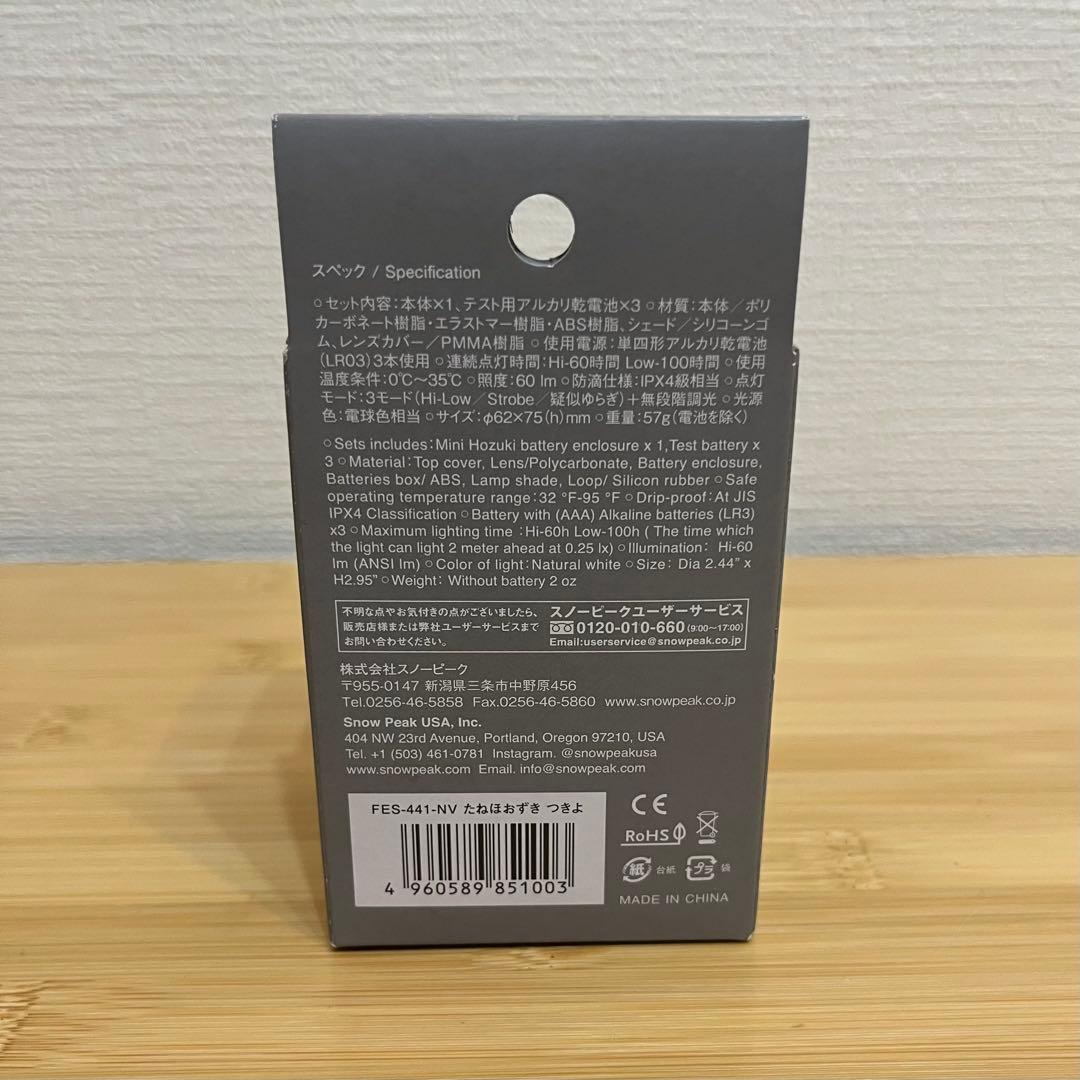 スペック / Specification
○セット内容:本体×1、テスト用アルカリ乾電池×3 ○材質:本体/ポリ
カーボネート樹脂・エラストマー樹脂・ABS樹脂、シェード/シリコーンゴ
ム、レンズカバー/PMMA樹脂 ○使用電源:単四形アルカリ乾電池
(LR03)3本使用 ○連続点灯時間:Hi-60時間 Low-100時間 ○使用
温度条件:0℃～35℃ ○照度:60 lm ○防滴仕様:IPX4級相当 ○点灯
モード:3モード(Hi-Low/Strobe/疑似ゆらぎ)+無段階調光 ○光源
色:電球色相当 ○サイズ:φ62×75(h)mm ○重量:57g(電池を除く)
○Sets includes:Mini Hozuki battery enclosure x 1,Test battery x
3 ○Material:Top cover, Lens/Polycarbonate, Battery enclosure,
Batteries box/ ABS, Lamp shade, Loop/ Silicon rubber ○Safe
operating temperature range:32 °F-95 °F ○Drip-proof:At JIS
IPX4 Classification ○Battery with (AAA) Alkaline batteries (LR3)
x3 ○Maximum lighting time :Hi-60h Low-100h ( The time which
the light can light 2 meter ahead at 0.25 lx) ○Illumination: Hi-60
lm (ANSI lm) ○Color of light:Natural white ○Size: Dia 2.44" x
H2.95" ○Weight: Without battery 2 oz
不明な点やお気付きの点がございましたら、
販売店様または弊社ユーザーサービスまで
お問い合わせください。
スノーピークユーザーサービス
0120-010-660 (9:00～17:00)
Email:userservice@snowpeak.co.jp
株式会社スノーピーク
〒955-0147 新潟県三条市中野原456
Tel.0256-46-5858 Fax.0256-46-5860 www.snowpeak.co.jp
Snow Peak USA, Inc.
404 NW 23rd Avenue, Portland, Oregon 97210, USA
Tel. +1 (503) 461-0781 Instagram. @snowpeakusa
www.snowpeak.com Email. info@snowpeak.com
FES-441-NV たねほおずき つきよ
4 960589 851003
CE
RoHS
紙 台紙 プラ 袋
MADE IN CHINA